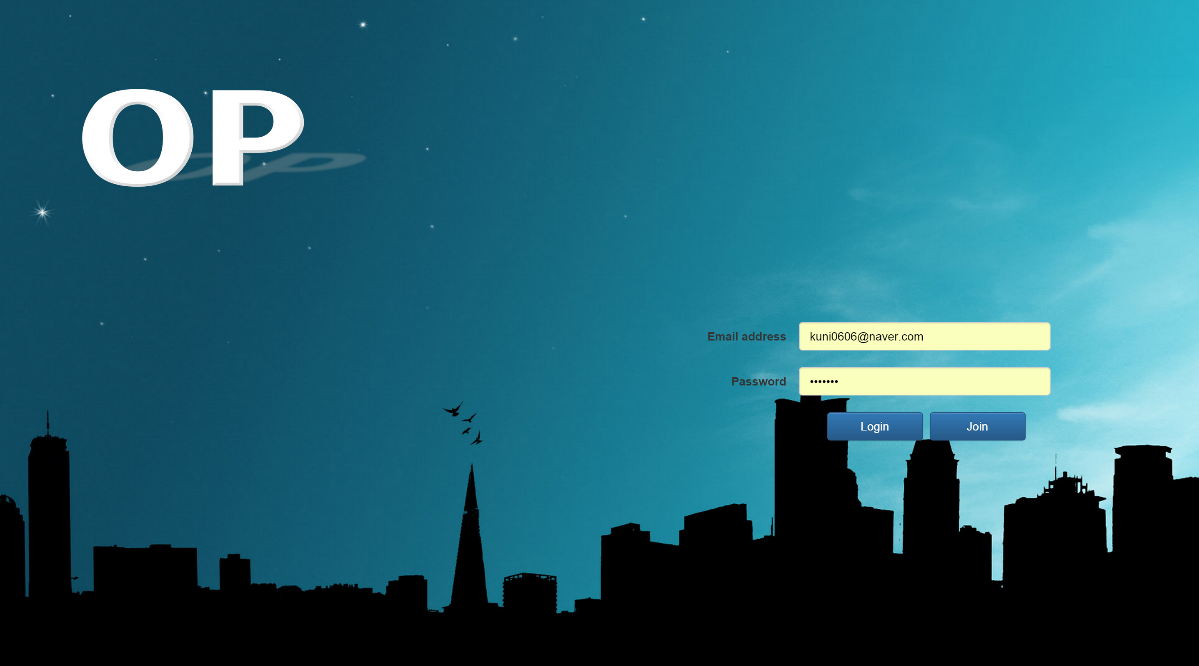 OP
Email address kuni0606@naver.com
Password •••••••
Login Join